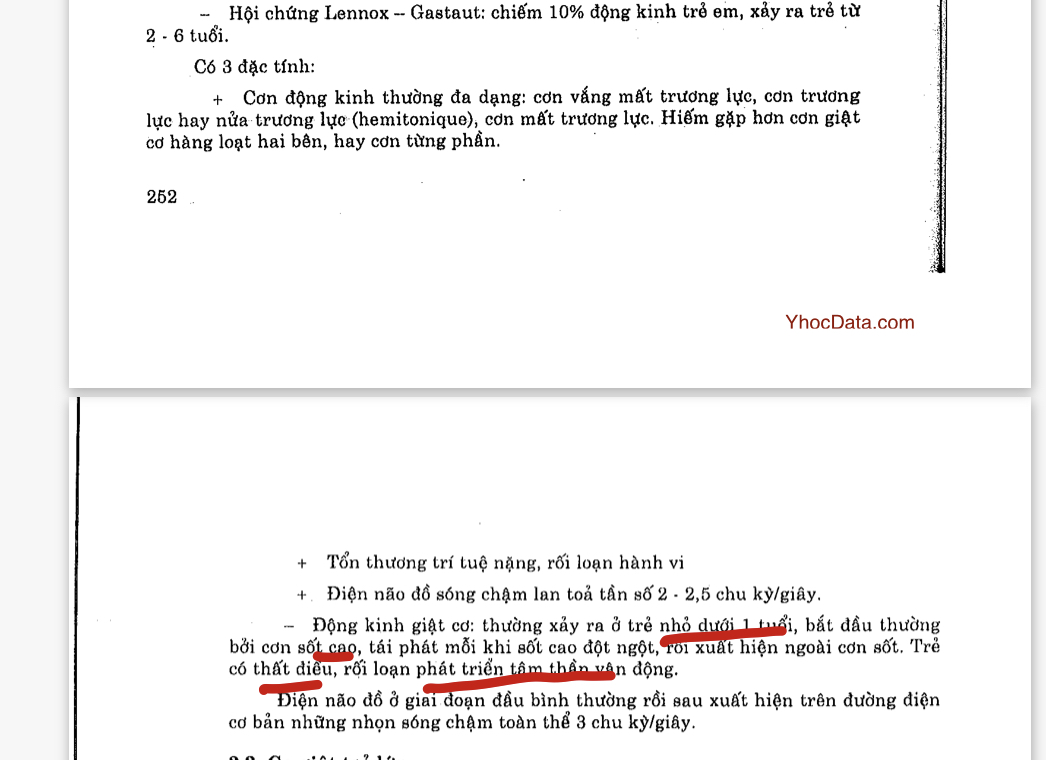 – Hội chứng Lennox – Gastaut: chiếm 10% động kinh trẻ em, xảy ra trẻ từ
2 - 6 tuổi.
Có 3 đặc tính:
+ Cơn động kinh thường đa dạng: cơn vắng mất trương lực, cơn trương
lực hay nửa trương lực (hemitonique), cơn mất trương lực. Hiếm gặp hơn cơn giật
cơ hàng loạt hai bên, hay cơn từng phần.
252
YhocData.com
+ Tổn thương trí tuệ nặng, rối loạn hành vi
+ Điện não đồ sóng chậm lan toả tần số 2 - 2,5 chu kỳ/giây.
– Động kinh giật cơ: thường xảy ra ở trẻ nhỏ dưới 1 tuổi, bắt đầu thường
bởi cơn sốt cao, tái phát mỗi khi sốt cao đột ngột, rồi xuất hiện ngoài cơn sốt. Trẻ
có thất điều, rối loạn phát triển tâm thần vận động.
Điện não đồ ở giai đoạn đầu bình thường rồi sau xuất hiện trên đường điện
cơ bản những nhọn sóng chậm toàn thể 3 chu kỳ/giây.